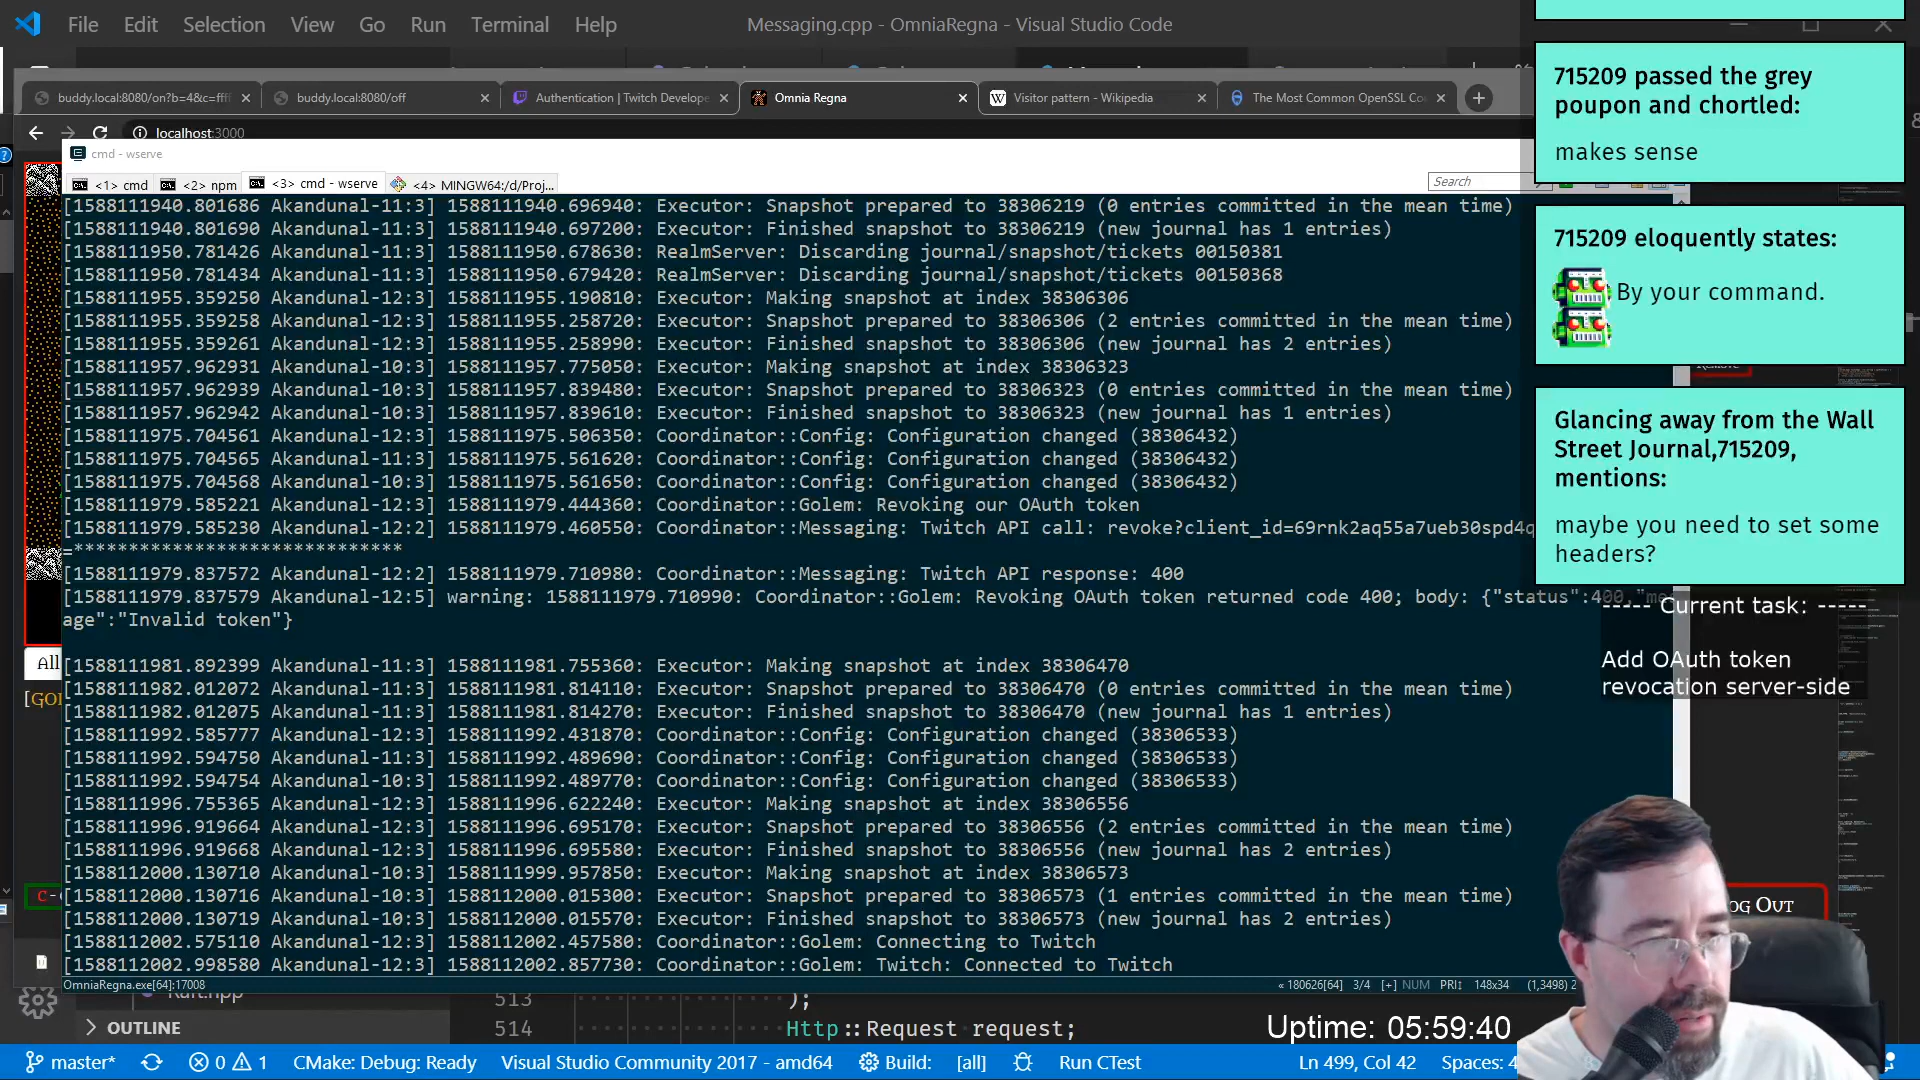 File Edit Selection View Go Run Terminal Help
Messaging.cpp - OmniaRegna - Visual Studio Code
buddy.local:8080/on?b=4&c=ffff
buddy.local:8080/off
Authentication | Twitch Develope
Omnia Regna
Visitor pattern - Wikipedia
The Most Common OpenSSL Co
localhost:3000
cmd - wserve
<1> cmd
<2> npm
<3> cmd - wserve
<4> MINGW64:/d/Proj...
Search
[1588111940.801686 Akandunal-11:3] 1588111940.696940: Executor: Snapshot prepared to 38306219 (0 entries committed in the mean time)
[1588111940.801690 Akandunal-11:3] 1588111940.697200: Executor: Finished snapshot to 38306219 (new journal has 1 entries)
[1588111950.781426 Akandunal-11:3] 1588111950.678630: RealmServer: Discarding journal/snapshot/tickets 00150381
[1588111950.781434 Akandunal-11:3] 1588111950.679420: RealmServer: Discarding journal/snapshot/tickets 00150368
[1588111955.359250 Akandunal-12:3] 1588111955.190810: Executor: Making snapshot at index 38306306
[1588111955.359258 Akandunal-12:3] 1588111955.258720: Executor: Snapshot prepared to 38306306 (2 entries committed in the mean time)
[1588111955.359261 Akandunal-12:3] 1588111955.258990: Executor: Finished snapshot to 38306306 (new journal has 2 entries)
[1588111957.962931 Akandunal-10:3] 1588111957.775050: Executor: Making snapshot at index 38306323
[1588111957.962939 Akandunal-10:3] 1588111957.839480: Executor: Snapshot prepared to 38306323 (0 entries committed in the mean time)
[1588111957.962942 Akandunal-10:3] 1588111957.839610: Executor: Finished snapshot to 38306323 (new journal has 1 entries)
[1588111975.704561 Akandunal-12:3] 1588111975.506350: Coordinator::Config: Configuration changed (38306432)
[1588111975.704565 Akandunal-11:3] 1588111975.561620: Coordinator::Config: Configuration changed (38306432)
[1588111975.704568 Akandunal-10:3] 1588111975.561650: Coordinator::Config: Configuration changed (38306432)
[1588111979.585221 Akandunal-12:3] 1588111979.444360: Coordinator::Golem: Revoking our OAuth token
[1588111979.585230 Akandunal-12:2] 1588111979.460550: Coordinator::Messaging: Twitch API call: revoke?client_id=69rnk2aq55a7ueb30spd4q
=******************************
[1588111979.837572 Akandunal-12:2] 1588111979.710980: Coordinator::Messaging: Twitch API response: 400
[1588111979.837579 Akandunal-12:5] warning: 1588111979.710990: Coordinator::Golem: Revoking OAuth token returned code 400; body: {"status":400,"me
age":"Invalid token"}
[1588111981.892399 Akandunal-11:3] 1588111981.755360: Executor: Making snapshot at index 38306470
[1588111982.012072 Akandunal-11:3] 1588111981.814110: Executor: Snapshot prepared to 38306470 (0 entries committed in the mean time)
[1588111982.012075 Akandunal-11:3] 1588111981.814270: Executor: Finished snapshot to 38306470 (new journal has 1 entries)
[1588111992.585777 Akandunal-12:3] 1588111992.431870: Coordinator::Config: Configuration changed (38306533)
[1588111992.594750 Akandunal-11:3] 1588111992.489690: Coordinator::Config: Configuration changed (38306533)
[1588111992.594754 Akandunal-10:3] 1588111992.489770: Coordinator::Config: Configuration changed (38306533)
[1588111996.755365 Akandunal-12:3] 1588111996.622240: Executor: Making snapshot at index 38306556
[1588111996.919664 Akandunal-12:3] 1588111996.695170: Executor: Snapshot prepared to 38306556 (2 entries committed in the mean time)
[1588111996.919668 Akandunal-12:3] 1588111996.695580: Executor: Finished snapshot to 38306556 (new journal has 2 entries)
[1588112000.130710 Akandunal-10:3] 1588111999.957850: Executor: Making snapshot at index 38306573
[1588112000.130716 Akandunal-10:3] 1588112000.015300: Executor: Snapshot prepared to 38306573 (1 entries committed in the mean time)
[1588112000.130719 Akandunal-10:3] 1588112000.015570: Executor: Finished snapshot to 38306573 (new journal has 2 entries)
[1588112002.575110 Akandunal-12:3] 1588112002.457580: Coordinator::Golem: Connecting to Twitch
[1588112002.998580 Akandunal-12:3] 1588112002.857730: Coordinator::Golem: Twitch: Connected to Twitch
OmniaRegna.exe[64]:17008
« 180626[64] 3/4 [+] NUM PRI↕ 148x34 (1,3498) 2
715209 passed the grey
poupon and chortled:
makes sense
715209 eloquently states:
By your command.
Glancing away from the Wall
Street Journal,715209,
mentions:
maybe you need to set some
headers?
----- Current task: -----
Add OAuth token
revocation server-side
All
[GOL
C-
OG OUT
Raft.hpp
OUTLINE
513 );
514 Http::Request request;
Uptime: 05:59:40
master* 0 1 CMake: Debug: Ready Visual Studio Community 2017 - amd64 Build: [all] Run CTest Ln 499, Col 42 Spaces: 4